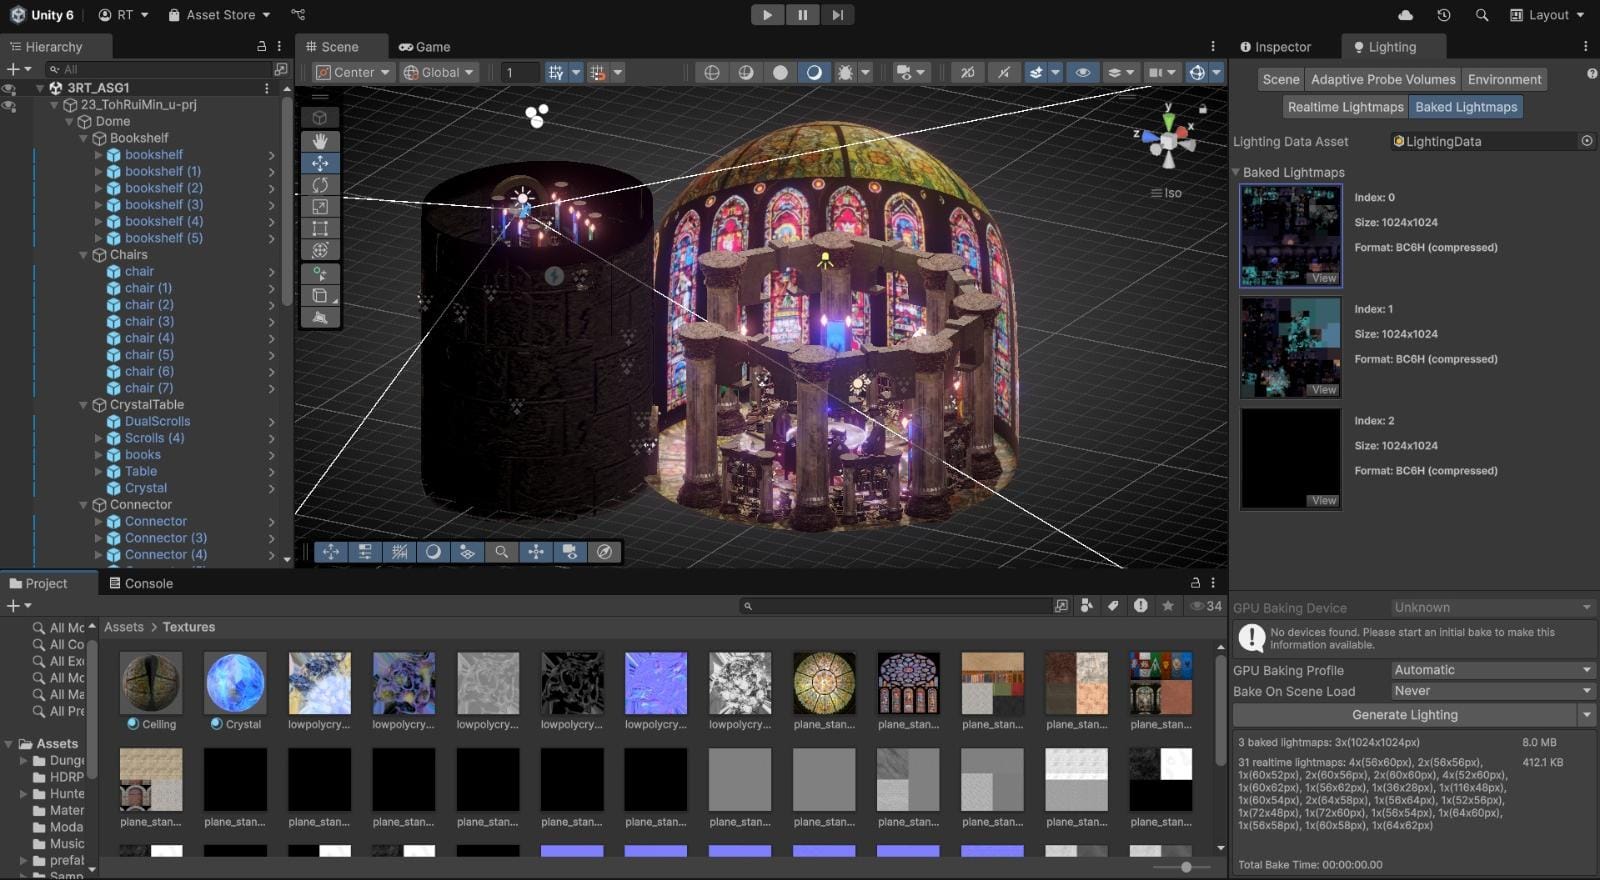 Unity 6 RT Asset Store Layout
Hierarchy Scene Game Inspector Lighting
All Center Global 1
3RT_ASG1
23_TohRuiMin_u-prj
Dome
Bookshelf
bookshelf
bookshelf (1)
bookshelf (2)
bookshelf (3)
bookshelf (4)
bookshelf (5)
Chairs
chair
chair (1)
chair (2)
chair (3)
chair (4)
chair (5)
chair (6)
chair (7)
CrystalTable
DualScrolls
Scrolls (4)
books
Table
Crystal
Connector
Connector
Connector (3)
Connector (4)
y
x
z
Iso
Scene Adaptive Probe Volumes Environment
Realtime Lightmaps Baked Lightmaps
Lighting Data Asset LightingData
Baked Lightmaps
Index: 0
Size: 1024x1024
Format: BC6H (compressed)
View
Index: 1
Size: 1024x1024
Format: BC6H (compressed)
View
Index: 2
Size: 1024x1024
Format: BC6H (compressed)
View
GPU Baking Device Unknown
No devices found. Please start an initial bake to make this
information available.
GPU Baking Profile Automatic
Bake On Scene Load Never
Generate Lighting
3 baked lightmaps: 3x(1024x1024px) 8.0 MB
31 realtime lightmaps: 4x(56x60px), 2x(56x56px), 412.1 KB
1x(60x52px), 2x(60x56px), 2x(60x60px), 4x(52x60px),
1x(60x62px), 1x(56x62px), 1x(36x28px), 1x(116x48px),
1x(60x54px), 2x(64x58px), 1x(56x64px), 1x(52x56px),
1x(72x48px), 1x(72x60px), 1x(56x54px), 1x(64x60px),
1x(56x58px), 1x(60x58px), 1x(64x62px)
Total Bake Time: 00:00:00.00
Project Console
34
All Mc
All Co
All Exc
All Mo
All Ma
All Pre
Assets
Dunge
HDRP
Hunte
Mater
Moda
Music
prefal
Samp
Assets > Textures
Ceiling Crystal lowpolycry... lowpolycry... lowpolycry... lowpolycry... lowpolycry... lowpolycry... plane_stan... plane_stan... plane_stan... plane_stan... plane_stan...
plane_stan... plane_stan... plane_stan... plane_stan... plane_stan... plane_stan... plane_stan... plane_stan... plane_stan... plane_stan... plane_stan... plane_stan... plane_stan...